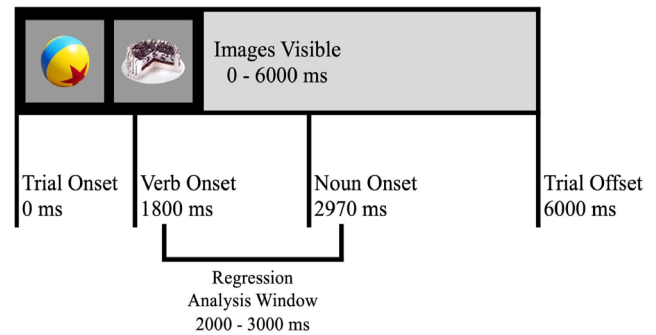 Images Visible
0 - 6000 ms
Trial Onset
0 ms
Verb Onset
1800 ms
Noun Onset
2970 ms
Trial Offset
6000 ms
Regression
Analysis Window
2000 - 3000 ms